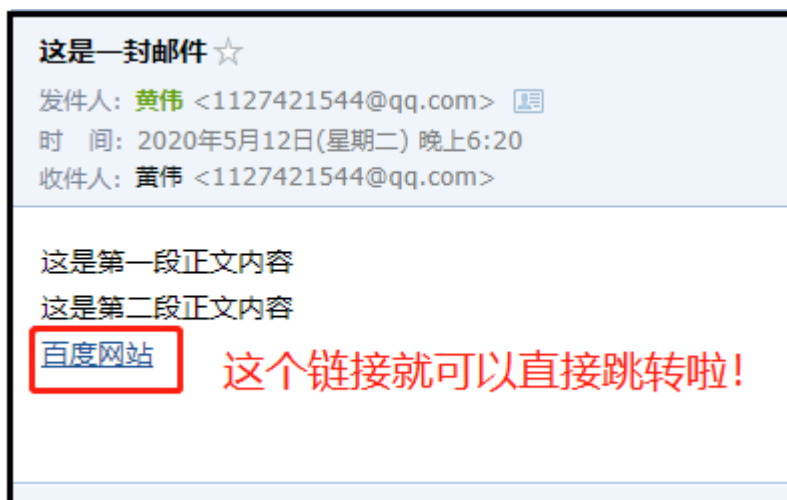 这是一封邮件
发件人：黄伟 <1127421544@qq.com>
时 间：2020年5月12日(星期二) 晚上6:20
收件人：黄伟 <1127421544@qq.com>
这是第一段正文内容
这是第二段正文内容
百度网站
这个链接就可以直接跳转啦！